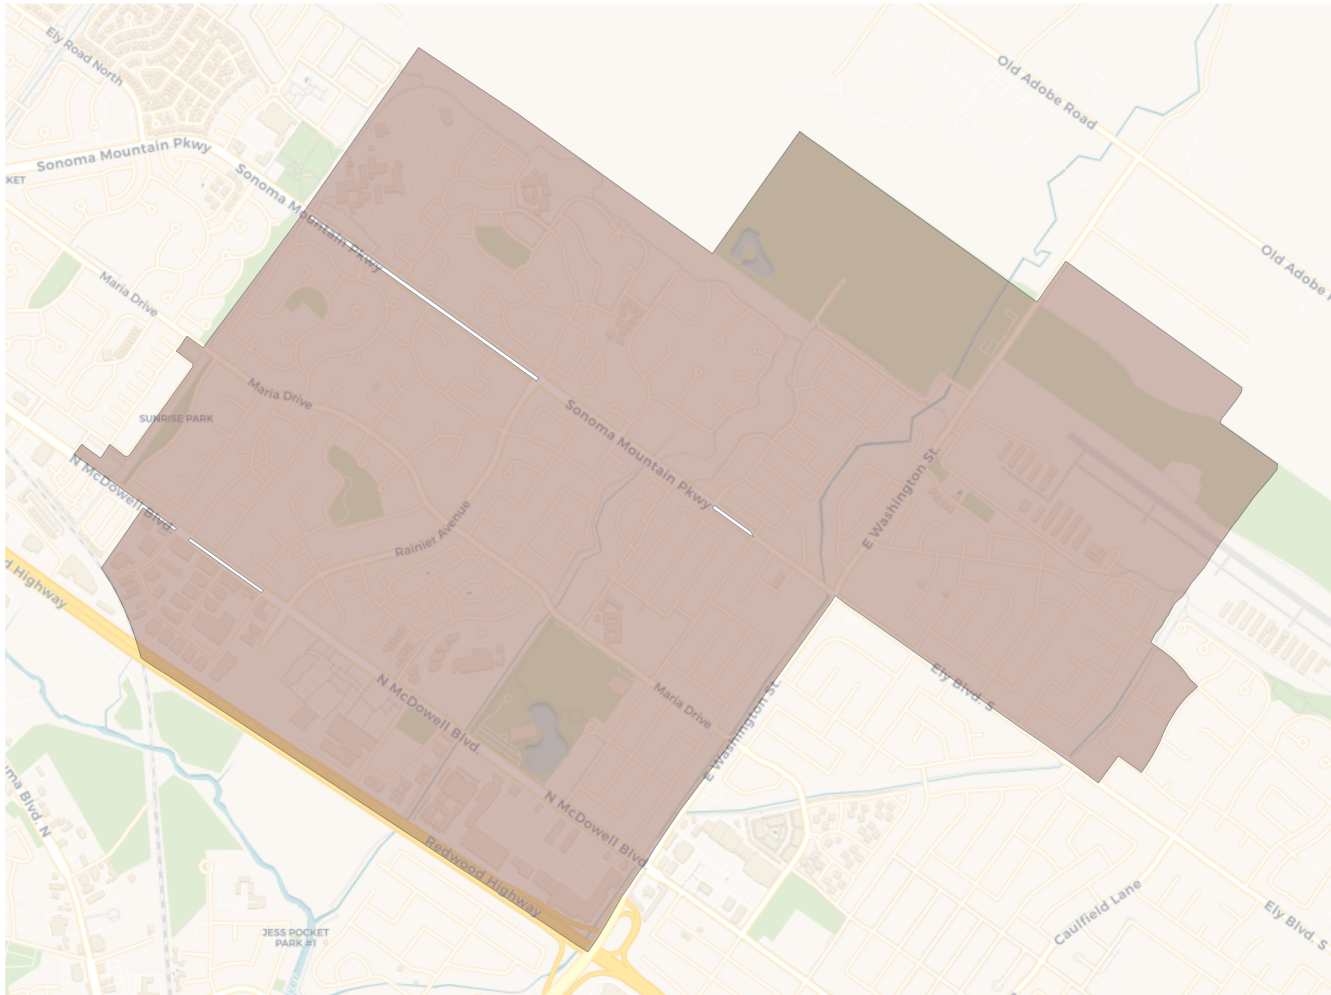 Ely Road North
Old Adobe Road
Sonoma Mountain Pkwy
Sonoma Mountain Pkwy
KET
Old Adobe R
Maria Drive
Maria Drive
SUNRISE PARK
Sonoma Mountain Pkwy
N McDowell Blvd.
E Washington St.
Rainier Avenue
d Highway
Ely Blvd. S
Maria Drive
N McDowell Blvd.
E Washington St.
uma Blvd. N
N McDowell Blvd.
Redwood Highway
Caulfield Lane
Ely Blvd. S
JESS POCKET
PARK #1